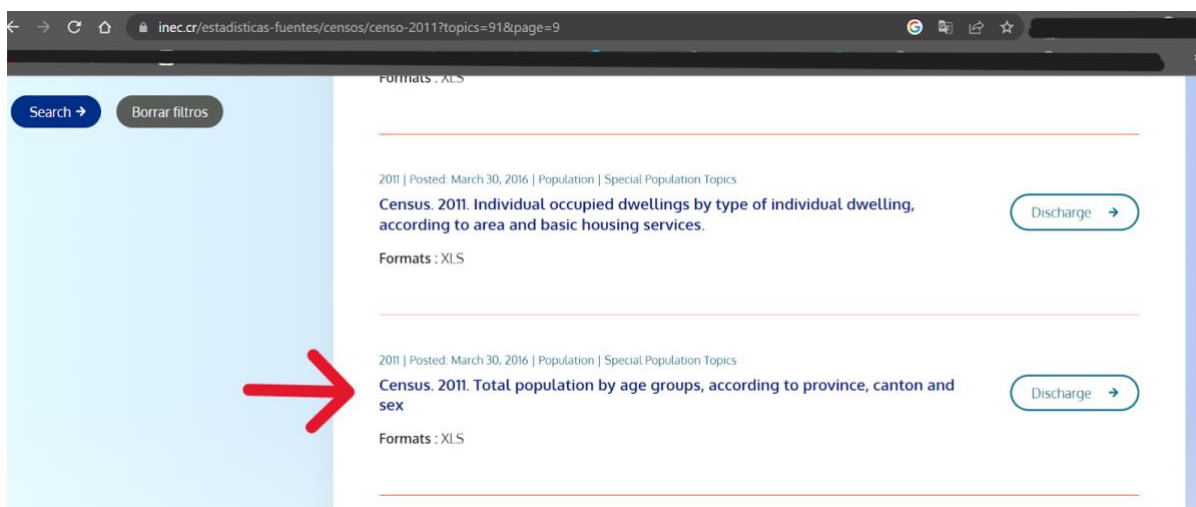 inec.cr/estadisticas-fuentes/censos/censo-2011?topics=91&page=9
Formats : XLS
Search →
Borrar filtros
2011 | Posted: March 30, 2016 | Population | Special Population Topics
Census. 2011. Individual occupied dwellings by type of individual dwelling,
according to area and basic housing services.
Discharge →
Formats : XLS
2011 | Posted: March 30, 2016 | Population | Special Population Topics
Census. 2011. Total population by age groups, according to province, canton and
sex
Discharge →
Formats : XLS